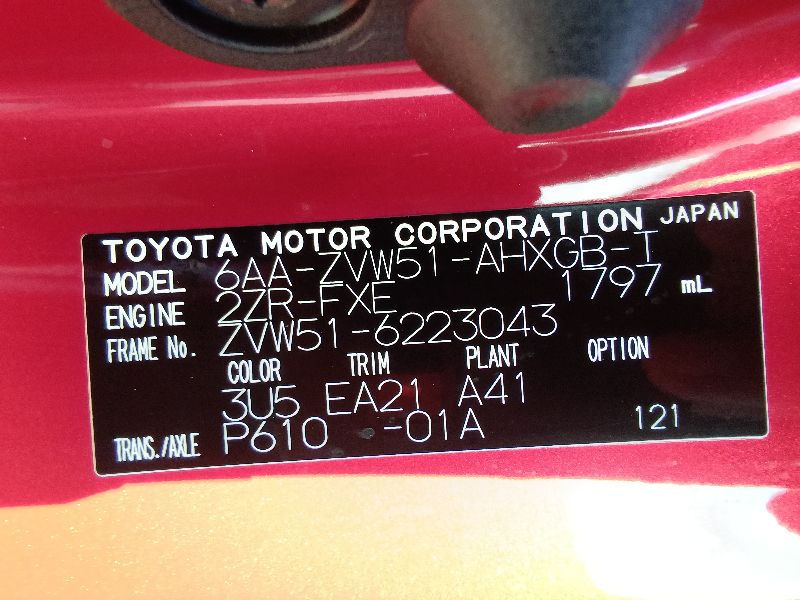 TOYOTA MOTOR CORPORATION JAPAN
MODEL 6AA-ZVW51-AHXGB-T
ENGINE 2ZR-FXE 1797 mL
FRAME No. ZVW51-6223043
COLOR TRIM PLANT OPTION
3U5 EA21 A41
TRANS./AXLE P610 -01A 121